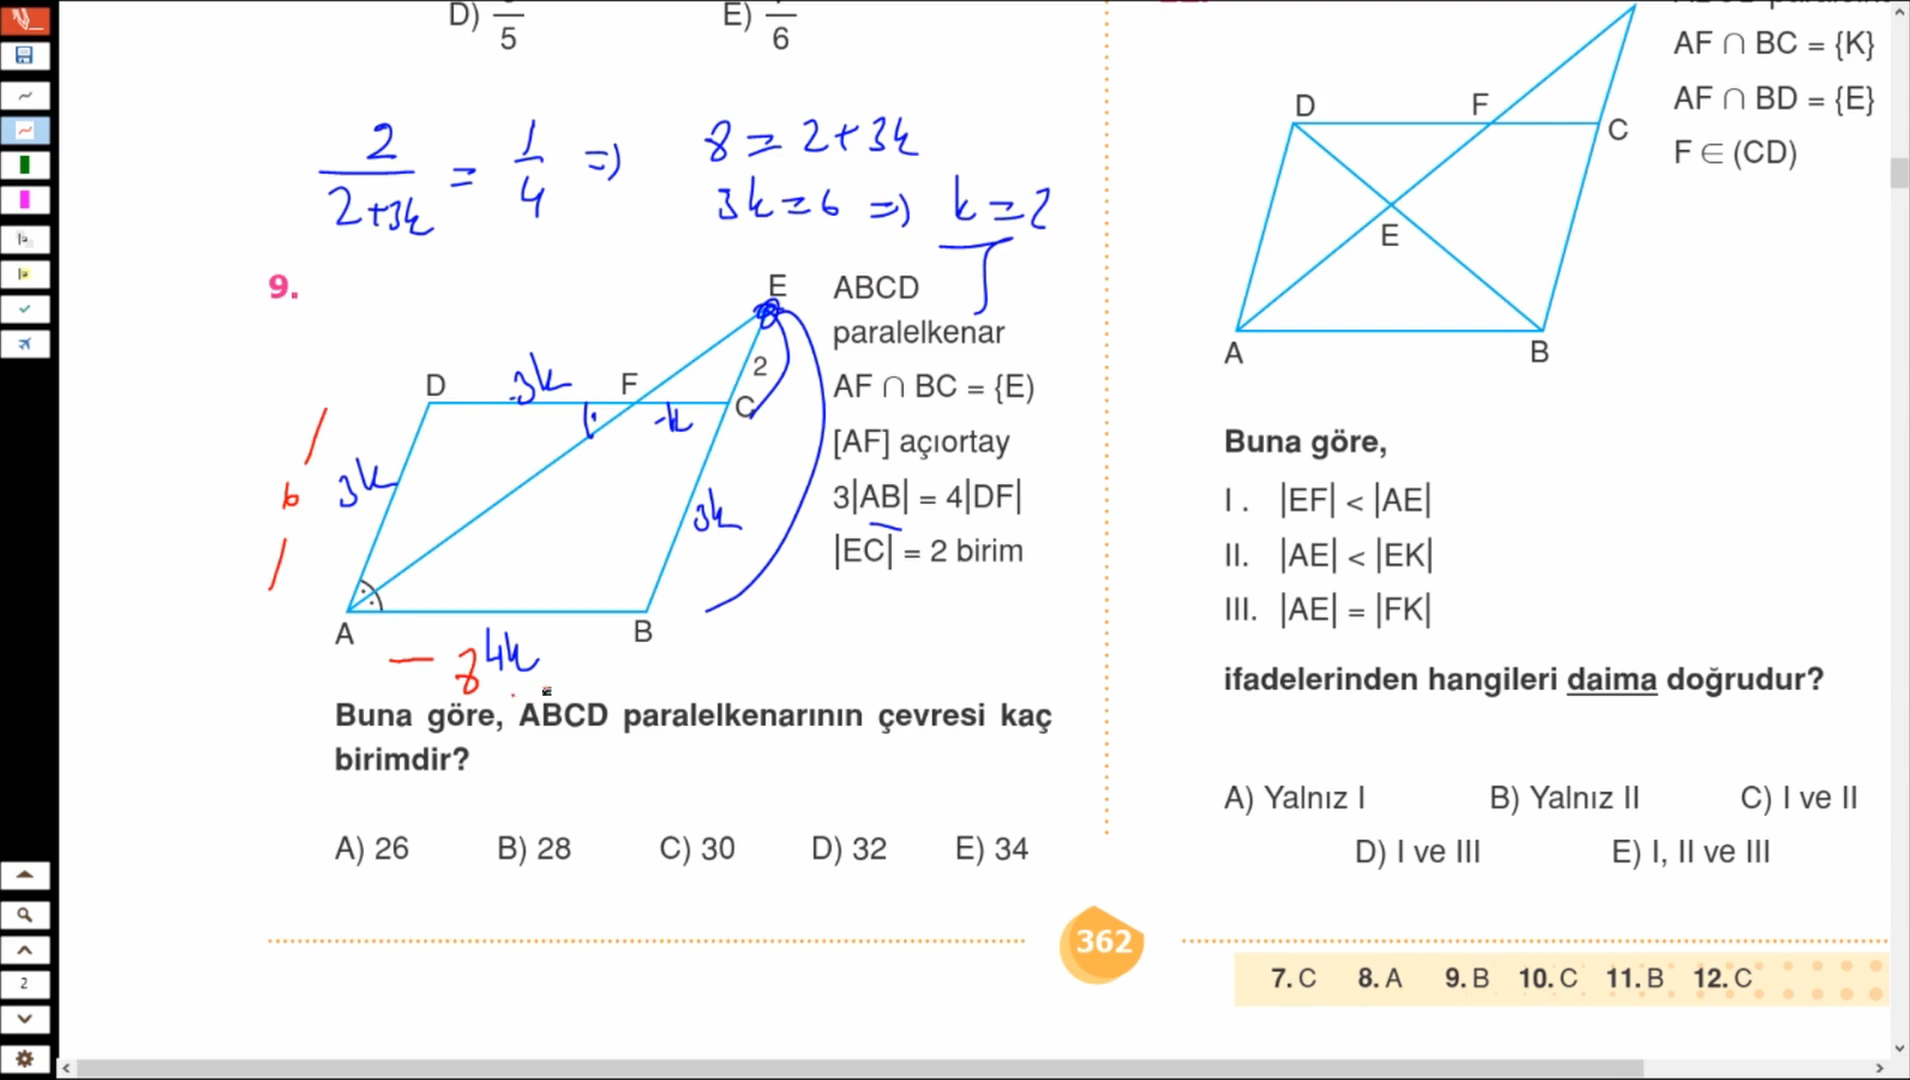 D) 5
E) 6
2 / 2+3k = 1 / 4 =>
8 = 2+3k
3k = 6 => k = 2
9.
E
D
3k
F
2
-k
C
3k
6
3k
A
B
8
4k
ABCD
paralelkenar
AF ∩ BC = {E)
[AF] açıortay
3|AB| = 4|DF|
|EC| = 2 birim
Buna göre, ABCD paralelkenarının çevresi kaç
birimdir?
A) 26 B) 28 C) 30 D) 32 E) 34
AF ∩ BC = {K}
AF ∩ BD = {E}
F ∈ (CD)
D
F
C
E
A
B
Buna göre,
I . |EF| < |AE|
II. |AE| < |EK|
III. |AE| = |FK|
ifadelerinden hangileri daima doğrudur?
A) Yalnız I B) Yalnız II C) I ve II
D) I ve III E) I, II ve III
362
7. C 8. A 9. B 10. C 11. B 12. C
2